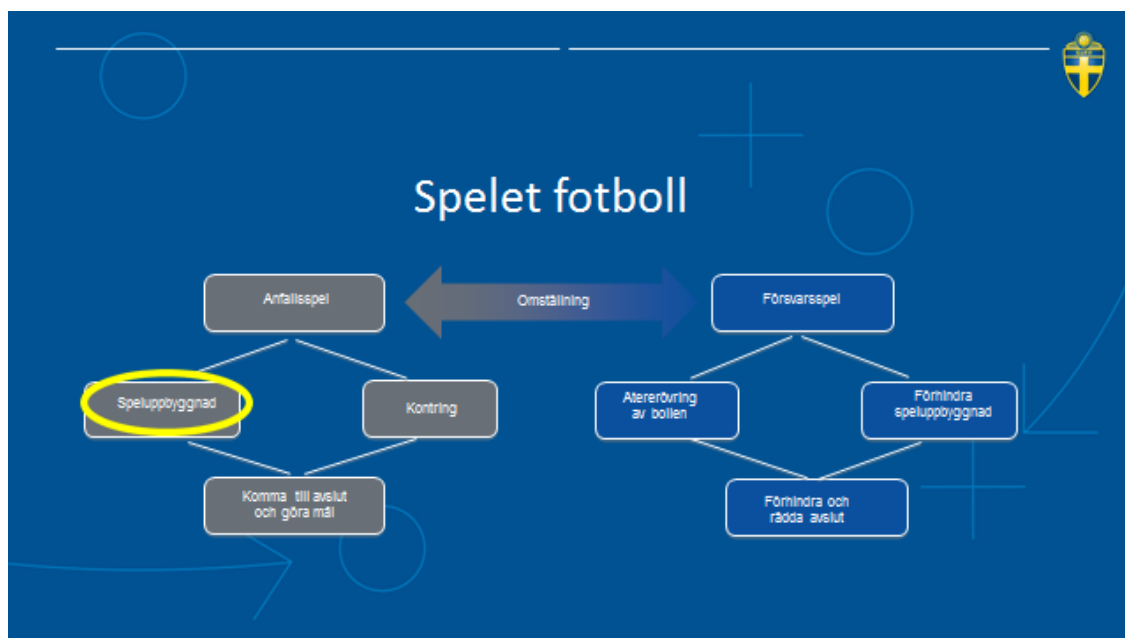 Spelet fotboll
Anfallsspel
Omställning
Försvarsspel
Speluppbyggnad
Kontring
Återerövring
av bollen
Förhindra
speluppbyggnad
Komma till avslut
och göra mål
Förhindra och
rädda avslut